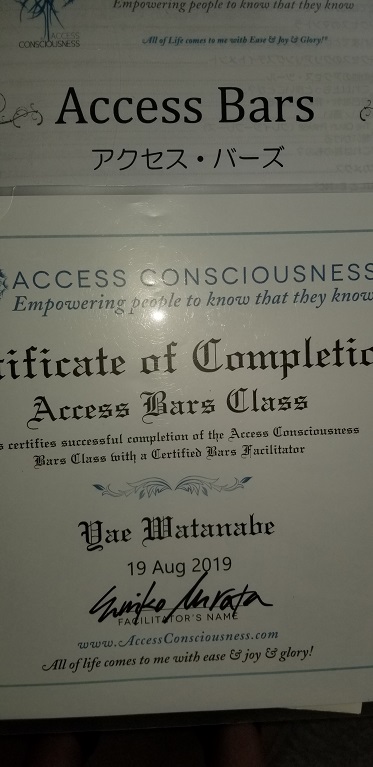 Empowering people to know that they know
ACCESS
CONSCIOUSNESS
All of Life comes to me with Ease & Joy & Glory!®
Access Bars
アクセス・バーズ
ACCESS CONSCIOUSNESS
Empowering people to know that they know
tificate of Completio
Access Bars Class
s certifies successful completion of the Access Consciousness
Bars Class with a Certified Bars Facilitator
Yae Watanabe
19 Aug 2019
FACILITATOR'S NAME
www.AccessConsciousness.com
All of life comes to me with ease & joy & glory!